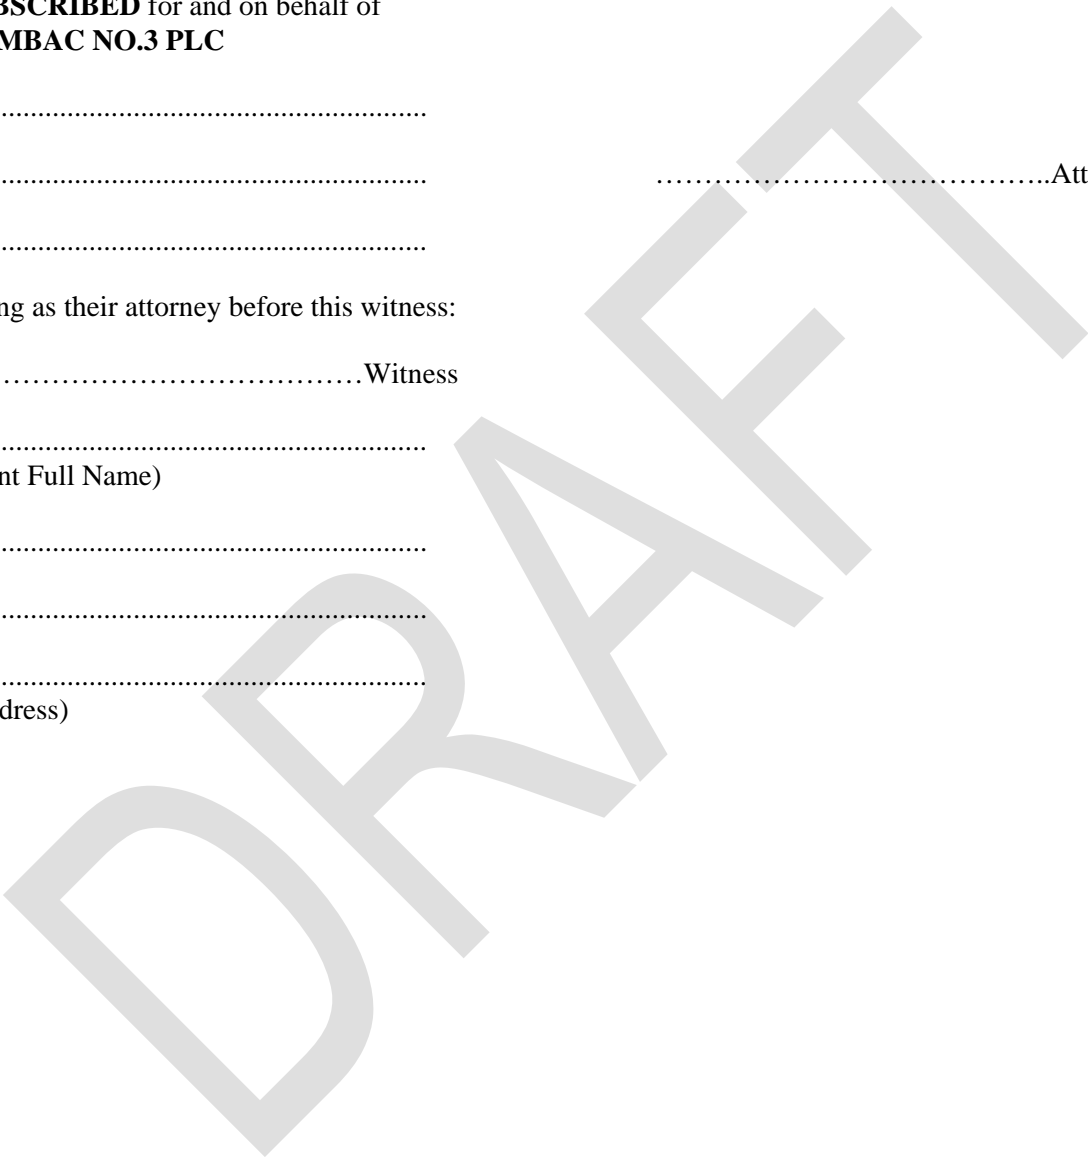 BSCRIBED for and on behalf of
MBAC NO.3 PLC
................................................................
................................................................ …………………………………..Att
................................................................
ng as their attorney before this witness:
…………………………………Witness
................................................................
nt Full Name)
................................................................
................................................................
................................................................
dress)
DRAFT